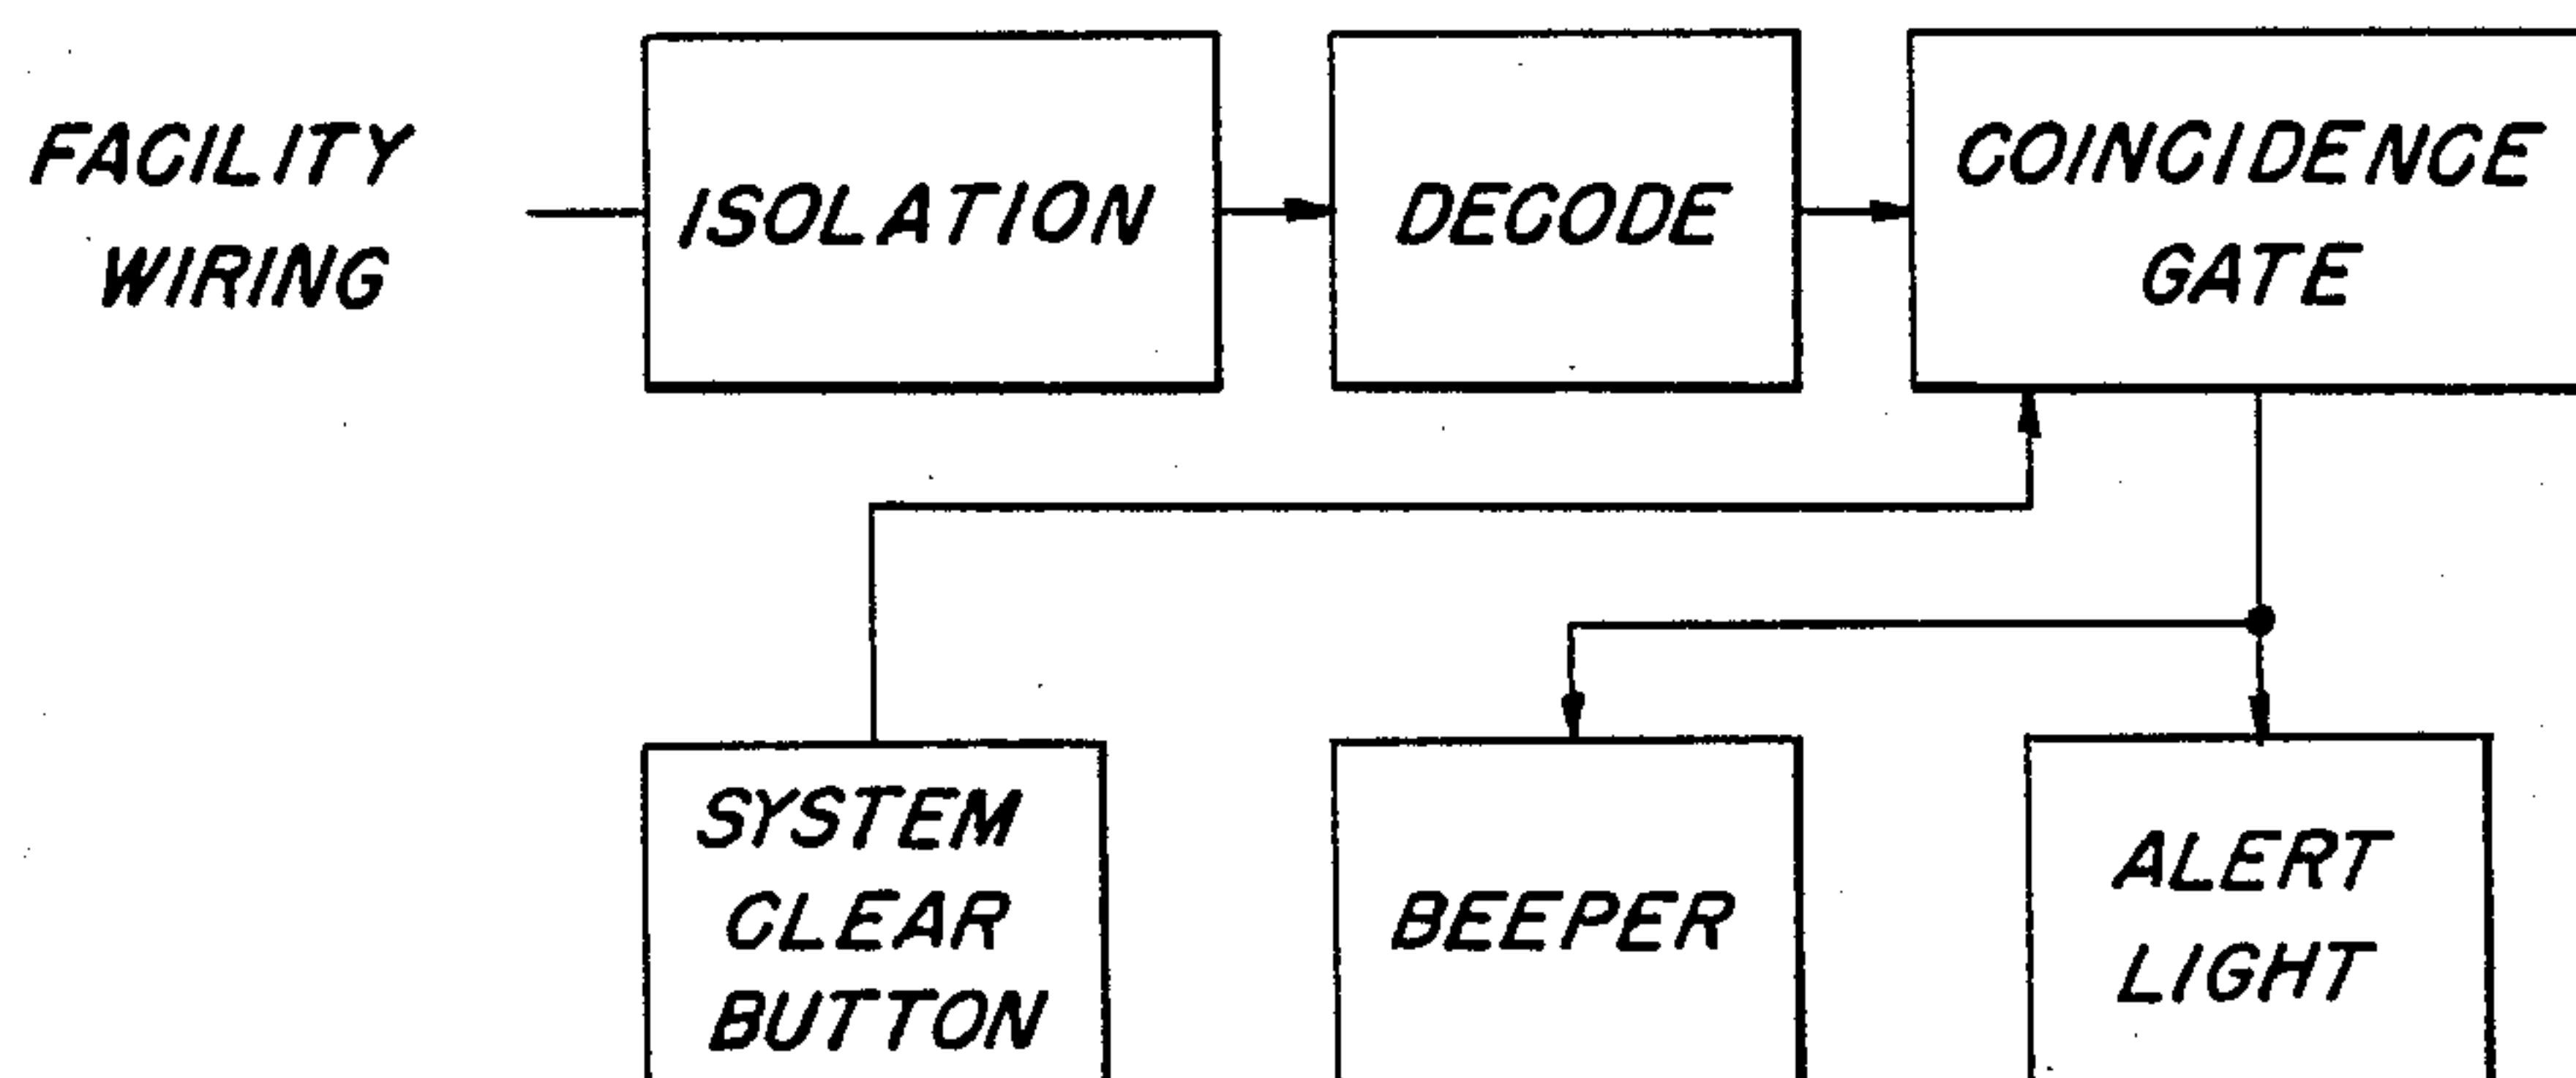 FACILITY
WIRING
ISOLATION
DECODE
COINCIDENCE
GATE
SYSTEM
CLEAR
BUTTON
BEEPER
ALERT
LIGHT